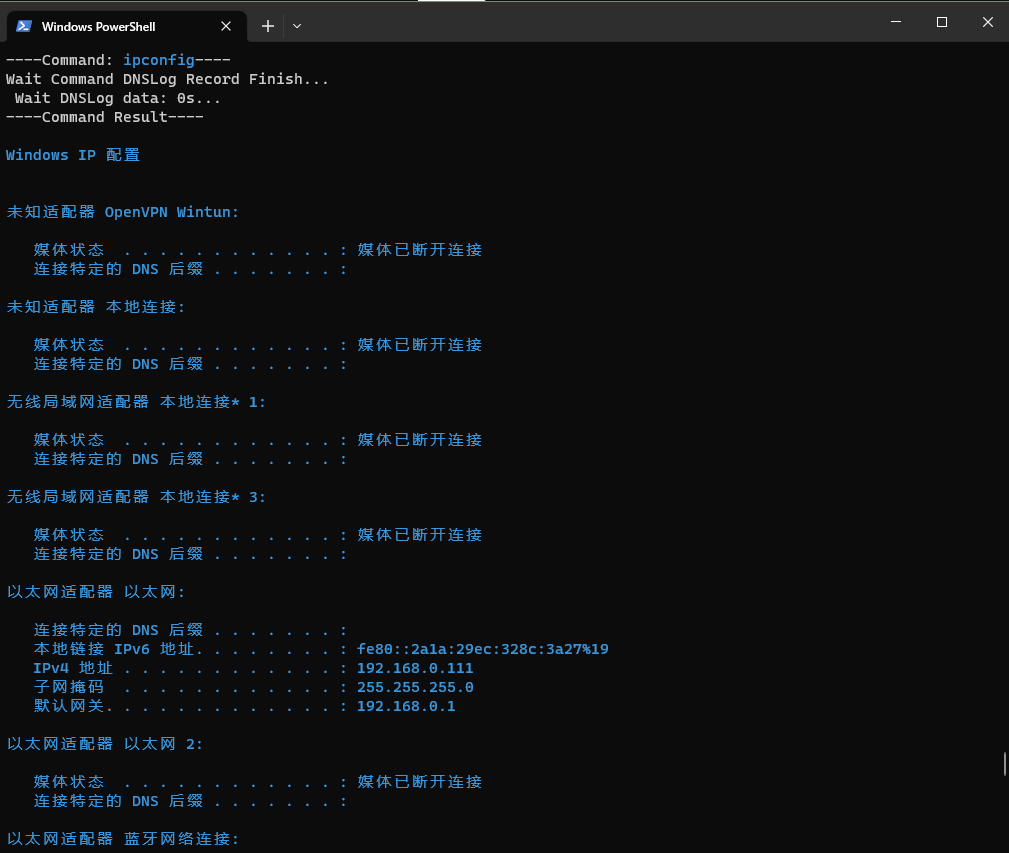 Windows PowerShell
----Command: ipconfig----
Wait Command DNSLog Record Finish...
Wait DNSLog data: 0s...
----Command Result----
Windows IP 配置
未知适配器 OpenVPN Wintun:
媒体状态 . . . . . . . . . . . . : 媒体已断开连接
连接特定的 DNS 后缀 . . . . . . . :
未知适配器 本地连接:
媒体状态 . . . . . . . . . . . . : 媒体已断开连接
连接特定的 DNS 后缀 . . . . . . . :
无线局域网适配器 本地连接* 1:
媒体状态 . . . . . . . . . . . . : 媒体已断开连接
连接特定的 DNS 后缀 . . . . . . . :
无线局域网适配器 本地连接* 3:
媒体状态 . . . . . . . . . . . . : 媒体已断开连接
连接特定的 DNS 后缀 . . . . . . . :
以太网适配器 以太网:
连接特定的 DNS 后缀 . . . . . . . :
本地链接 IPv6 地址. . . . . . . . : fe80::2a1a:29ec:328c:3a27%19
IPv4 地址 . . . . . . . . . . . . : 192.168.0.111
子网掩码 . . . . . . . . . . . . : 255.255.255.0
默认网关. . . . . . . . . . . . . : 192.168.0.1
以太网适配器 以太网 2:
媒体状态 . . . . . . . . . . . . : 媒体已断开连接
连接特定的 DNS 后缀 . . . . . . . :
以太网适配器 蓝牙网络连接: